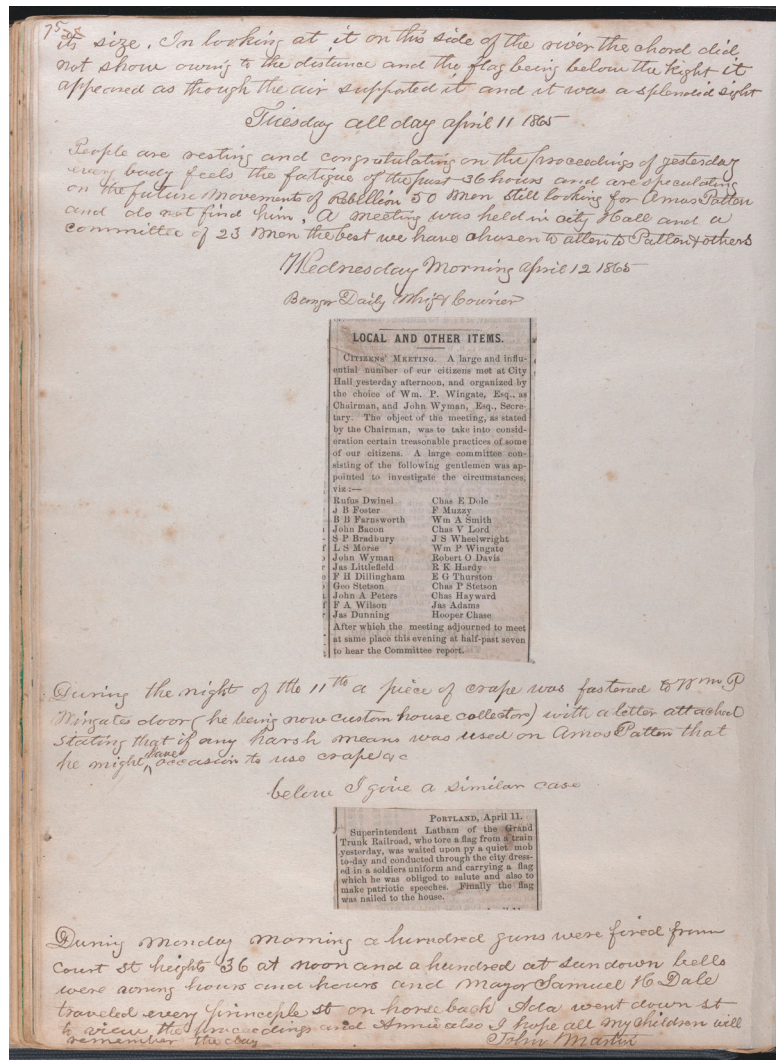 75
its size. In looking at it on this side of the river the chord did
not show owing to the distance and the flag being below the kight it
appeared as though the air supported it and it was a splendid sight
Tuesday all day april 11 1865
People are resting and congratulating on the proceedings of yesterday
every body feels the fatigue of the past 36 hours and are speculating
on the future movements of Rebellion 50 men still looking for Amos Patten
and do not find him. A meeting was held in city Hall and a
committee of 23 men the best we have chosen to atten to Patten & others
Wednesday Morning april 12 1865
Bangor Daily Whig & Courier
LOCAL AND OTHER ITEMS.
CITIZENS' MEETING. A large and influ-
ential number of our citizens met at City
Hall yesterday afternoon, and organized by
the choice of Wm. P. Wingate, Esq., as
Chairman, and John Wyman, Esq., Secre-
tary. The object of the meeting, as stated
by the Chairman, was to take into consid-
eration certain treasonable practices of some
of our citizens. A large committee con-
sisting of the following gentlemen was ap-
pointed to investigate the circumstances,
viz:—
Rufus Dwinel Chas E Dole
J B Foster F Muzzy
B B Farnsworth Wm A Smith
John Bacon Chas V Lord
S P Bradbury J S Wheelwright
L S Morse Wm P Wingate
John Wyman Robert O Davis
Jas Littlefield R K Hardy
F H Dillingham E G Thurston
Geo Stetson Chas P Stetson
John A Peters Chas Hayward
F A Wilson Jas Adams
Jas Dunning Hooper Chase
After which the meeting adjourned to meet
at same place this evening at half-past seven
to hear the Committee report.
During the night of the 11th a piece of crape was fastened to Wm P
Wingates door (he being now custom house collector) with a letter attached
stating that if any harsh means was used on Amos Patten that
he might have occasion to use crape &c
below I give a similar case
PORTLAND, April 11.
Superintendent Latham of the Grand
Trunk Railroad, who tore a flag from a train
yesterday, was waited upon py a quiet mob
to-day and conducted through the city dress-
ed in a soldiers uniform and carrying a flag
which he was obliged to salute and also to
make patriotic speeches. Finally the flag
was nailed to the house.
During Monday morning a hundred guns were fired from
Court St heights 36 at noon and a hundred at sundown bells
were wrung hours and hours and Mayor Samuel H Dale
traveled every principle st on horseback Ada went down st
to view the proceedings and Annie also I hope all my children will
remember the day John Martin